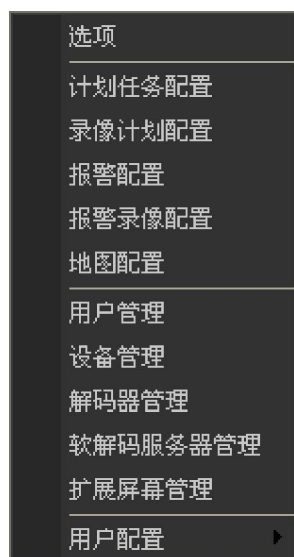 选项
计划任务配置
录像计划配置
报警配置
报警录像配置
地图配置
用户管理
设备管理
解码器管理
软解码服务器管理
扩展屏幕管理
用户配置